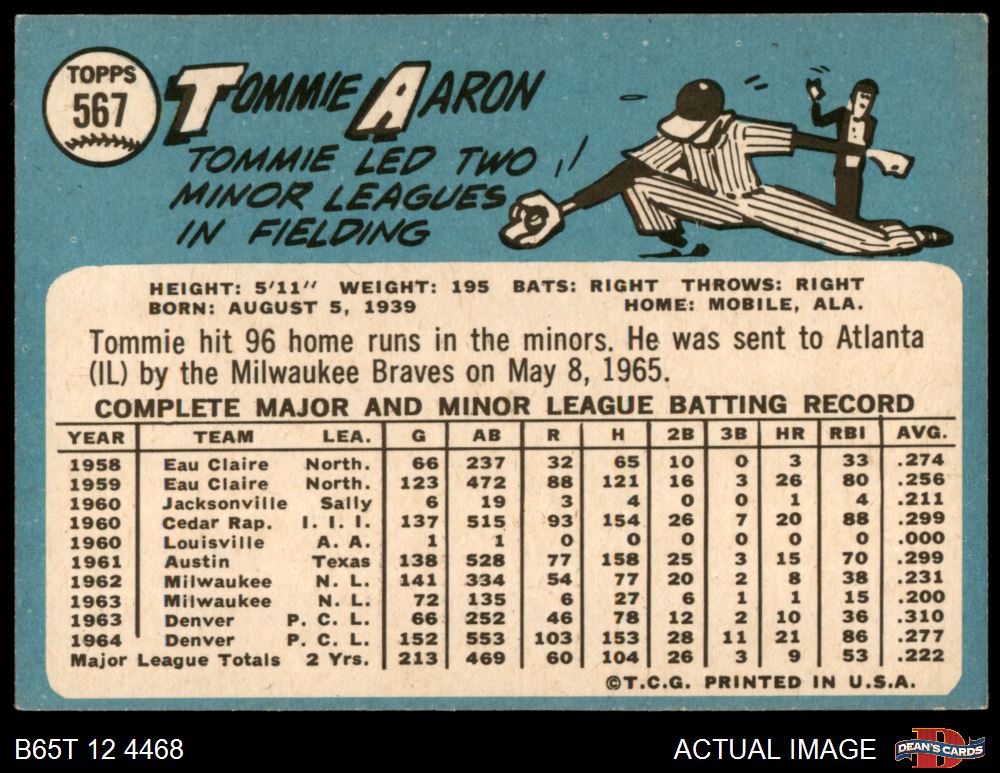 TOPPS
567
TOMMIE AARON
TOMMIE LED TWO
MINOR LEAGUES
IN FIELDING
HEIGHT: 5'11" WEIGHT: 195 BATS: RIGHT THROWS: RIGHT
BORN: AUGUST 5, 1939 HOME: MOBILE, ALA.
Tommie hit 96 home runs in the minors. He was sent to Atlanta
(IL) by the Milwaukee Braves on May 8, 1965.
COMPLETE MAJOR AND MINOR LEAGUE BATTING RECORD
YEAR TEAM LEA. G AB R H 2B 3B HR RBI AVG.
1958 Eau Claire North. 66 237 32 65 10 0 3 33 .274
1959 Eau Claire North. 123 472 88 121 16 3 26 80 .256
1960 Jacksonville Sally 6 19 3 4 0 0 1 4 .211
1960 Cedar Rap. I. I. I. 137 515 93 154 26 7 20 88 .299
1960 Louisville A. A. 1 1 0 0 0 0 0 0 .000
1961 Austin Texas 138 528 77 158 25 3 15 70 .299
1962 Milwaukee N. L. 141 334 54 77 20 2 8 38 .231
1963 Milwaukee N. L. 72 135 6 27 6 1 1 15 .200
1963 Denver P. C. L. 66 252 46 78 12 2 10 36 .310
1964 Denver P. C. L. 152 553 103 153 28 11 21 86 .277
Major League Totals 2 Yrs. 213 469 60 104 26 3 9 53 .222
©T.C.G. PRINTED IN U.S.A.
B65T 12 4468 ACTUAL IMAGE
D
DEAN'S CARDS